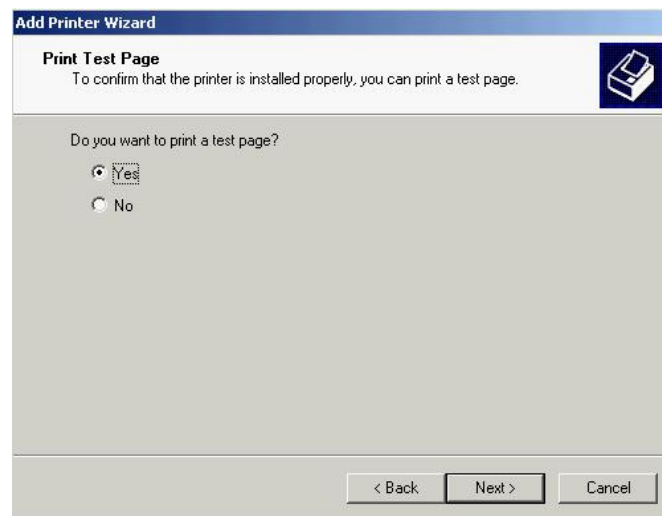 Add Printer Wizard
Print Test Page
To confirm that the printer is installed properly, you can print a test page.
Do you want to print a test page?
Yes
No
< Back
Next >
Cancel